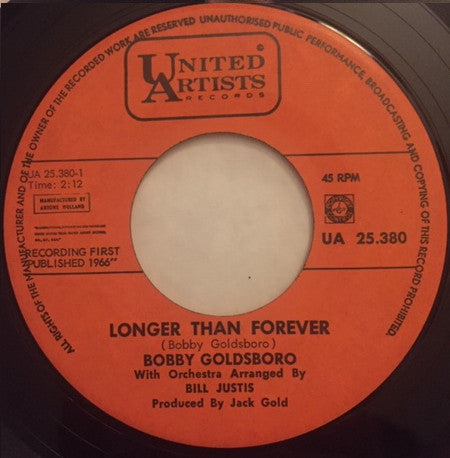 ALL RIGHTS OF THE MANUFACTURERS AND OF THE OWNER OF THE RECORDED WORK ARE RESERVED UNAUTHORISED PUBLIC PERFORMANCE, BROADCASTING AND COPYING OF THIS RECORD PROHIBITED.
UNITED
ARTISTS
RECORDS
UA 25.380-1
Time: 2:12
45 RPM
MANUFACTURED BY
ARTONE HOLLAND
UA 25.380
RECORDING FIRST
PUBLISHED 1966"
LONGER THAN FOREVER
(Bobby Goldsboro)
BOBBY GOLDSBORO
With Orchestra Arranged By
BILL JUSTIS
Produced By Jack Gold